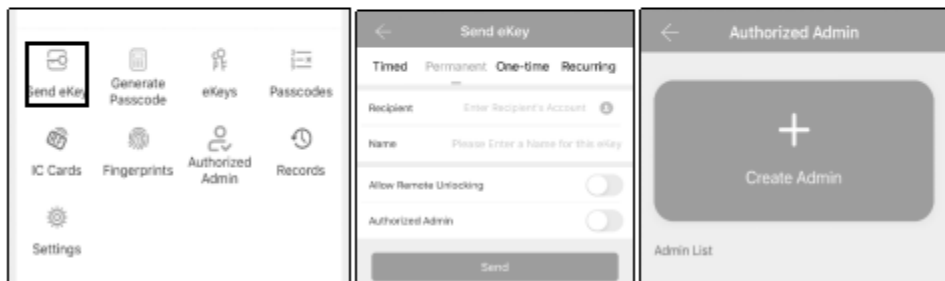 Send eKey
Generate
Passcode
eKeys
Passcodes
IC Cards
Fingerprints
Authorized
Admin
Records
Settings
Send eKey
Timed Permanent One-time Recurring
Recipient Enter Recipient's Account
Name Please Enter a Name for this eKey
Allow Remote Unlocking
Authorized Admin
Send
Authorized Admin
Create Admin
Admin List